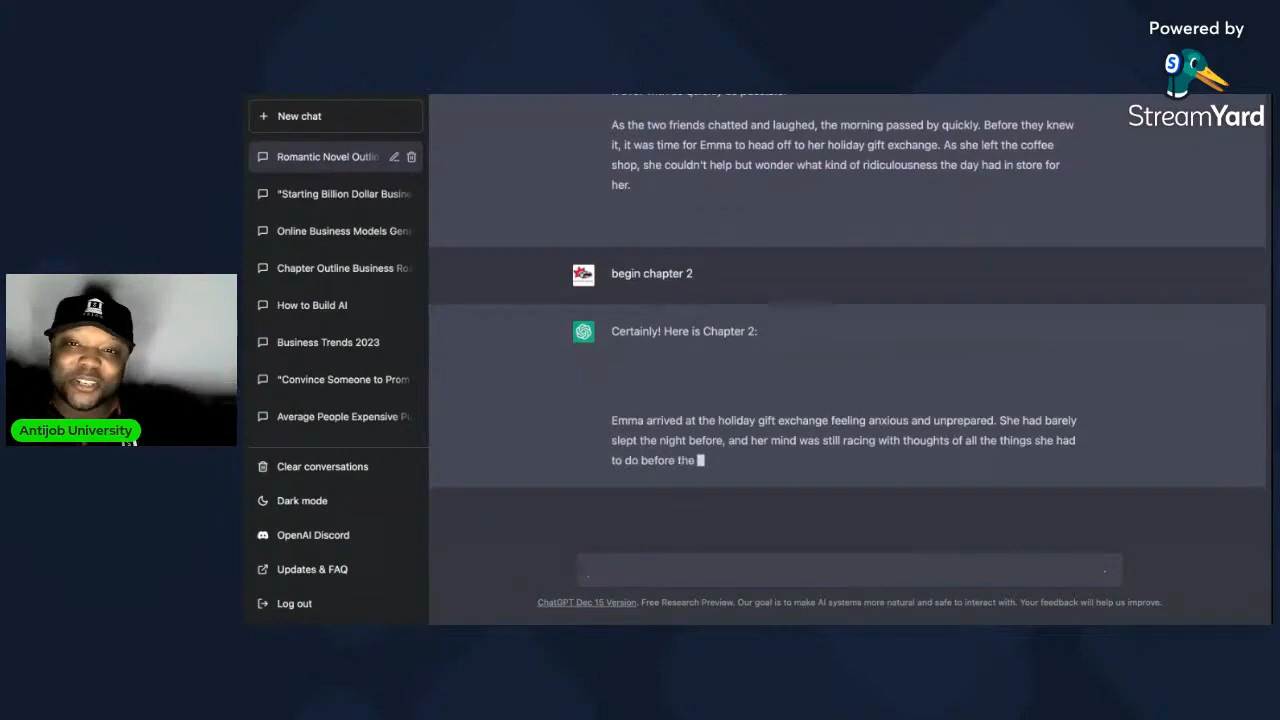 Powered by
StreamYard
New chat
Romantic Novel Outlin
"Starting Billion Dollar Busine
Online Business Models Gen
Chapter Outline Business Ro
How to Build AI
Business Trends 2023
"Convince Someone to Prom
Average People Expensive
Clear conversations
Dark mode
OpenAI Discord
Updates & FAQ
Log out
As the two friends chatted and laughed, the morning passed by quickly. Before they knew
it, it was time for Emma to head off to her holiday gift exchange. As she left the coffee
shop, she couldn't help but wonder what kind of ridiculousness the day had in store for
her.
begin chapter 2
Certainly! Here is Chapter 2:
Emma arrived at the holiday gift exchange feeling anxious and unprepared. She had barely
slept the night before, and her mind was still racing with thoughts of all the things she had
to do before the
ChatGPT Dec 15 Version. Free Research Preview. Our goal is to make AI systems more natural and safe to interact with. Your feedback will help us improve.
Antijob University